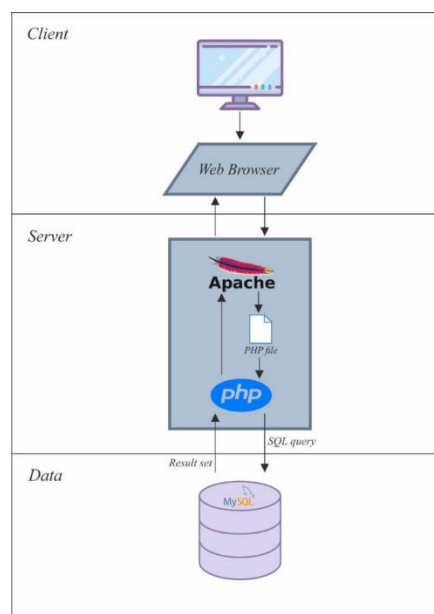 Client
Web Browser
Server
Apache
PHP file
php
SQL query
Result set
Data
MySQL